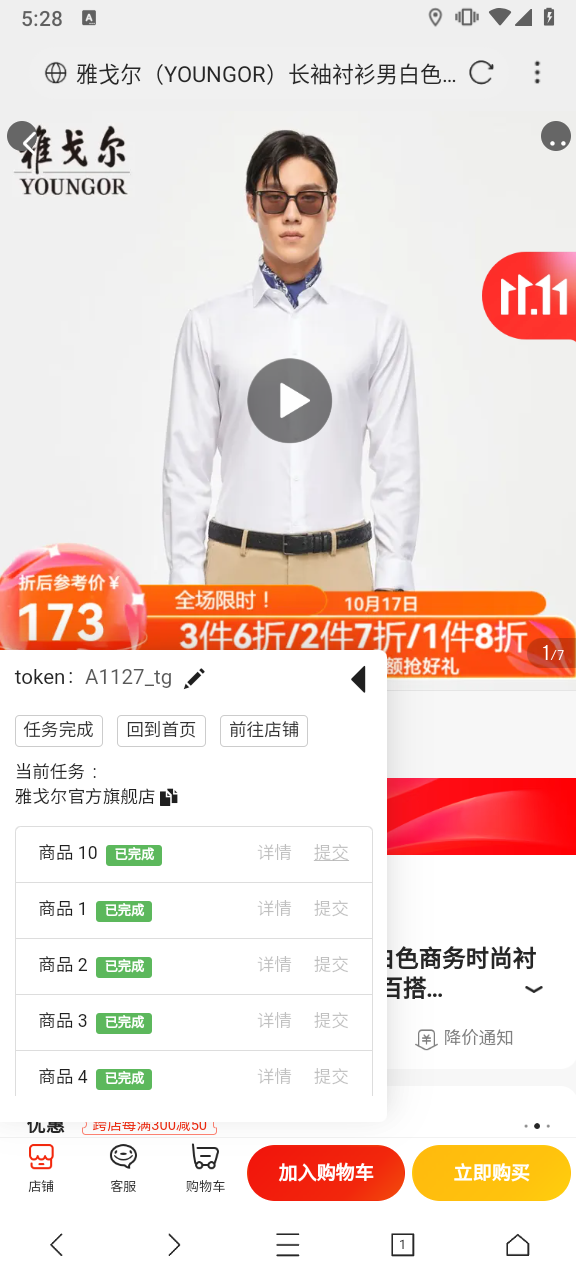 5:28
A
雅戈尔（YOUNGOR）长袖衬衫男白色...
雅戈尔
YOUNGOR
11.11
折后参考价￥
173
全场限时！
10月17日
3件6折/2件7折/1件8折
额抢好礼
1/7
token：A1127_tg
任务完成 回到首页 前往店铺
当前任务：
雅戈尔官方旗舰店
商品 10 已完成 详情 提交
商品 1 已完成 详情 提交
商品 2 已完成 详情 提交
商品 3 已完成 详情 提交
商品 4 已完成 详情 提交
白色商务时尚衬
百搭...
降价通知
优惠 跨店每满300减50
店铺 客服 购物车 加入购物车 立即购买
1